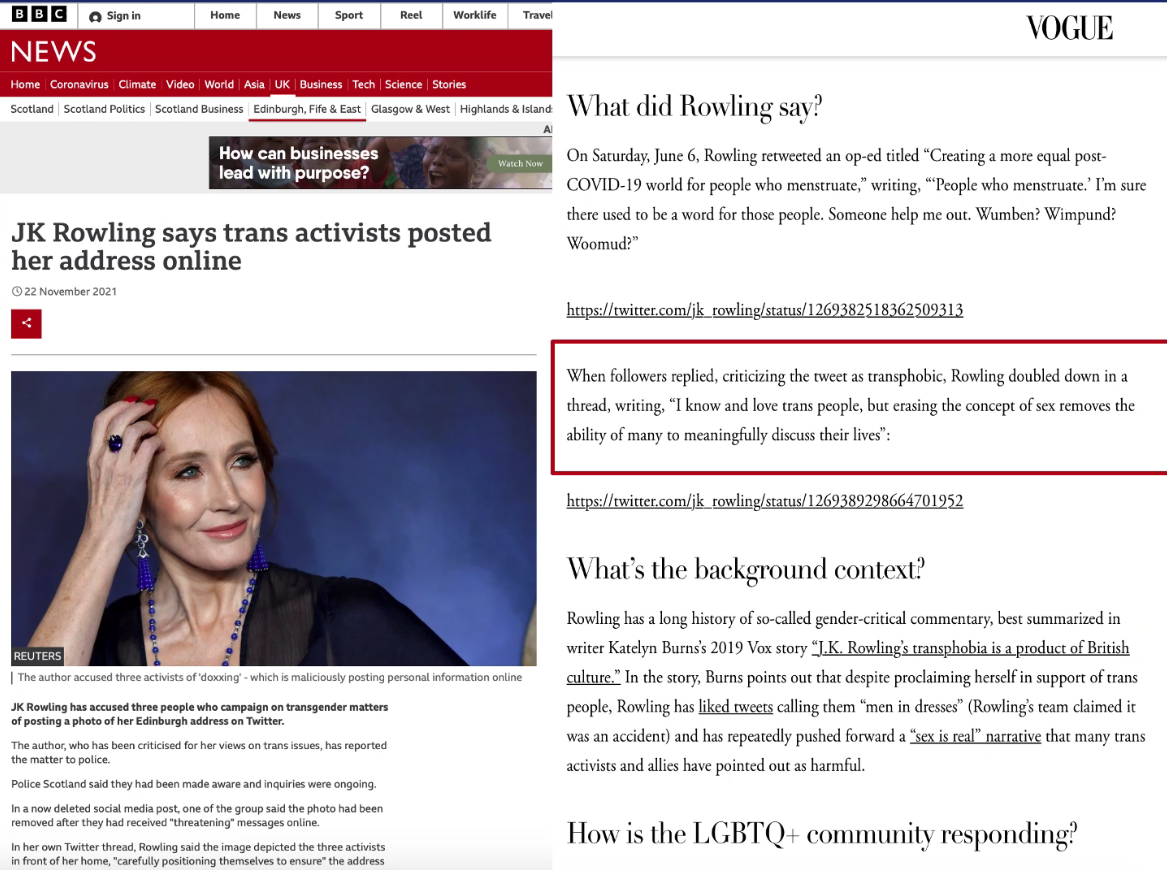 BBC
Sign in
Home
News
Sport
Reel
Worklife
Travel
NEWS
Home
Coronavirus
Climate
Video
World
Asia
UK
Business
Tech
Science
Stories
Scotland
Scotland Politics
Scotland Business
Edinburgh, Fife & East
Glasgow & West
Highlands & Islands
How can businesses
lead with purpose?
Watch Now
JK Rowling says trans activists posted
her address online
22 November 2021
REUTERS
The author accused three activists of 'doxxing' - which is maliciously posting personal information online
JK Rowling has accused three people who campaign on transgender matters
of posting a photo of her Edinburgh address on Twitter.
The author, who has been criticised for her views on trans issues, has reported
the matter to police.
Police Scotland said they had been made aware and inquiries were ongoing.
In a now deleted social media post, one of the group said the photo had been
removed after they had received "threatening" messages online.
In her own Twitter thread, Rowling said the image depicted the three activists
in front of her home, "carefully positioning themselves to ensure" the address
VOGUE
What did Rowling say?
On Saturday, June 6, Rowling retweeted an op-ed titled “Creating a more equal post-
COVID-19 world for people who menstruate,” writing, “‘People who menstruate.’ I’m sure
there used to be a word for those people. Someone help me out. Wumben? Wimpund?
Woomud?”
https://twitter.com/jk_rowling/status/1269382518362509313
When followers replied, criticizing the tweet as transphobic, Rowling doubled down in a
thread, writing, “I know and love trans people, but erasing the concept of sex removes the
ability of many to meaningfully discuss their lives”:
https://twitter.com/jk_rowling/status/1269389298664701952
What’s the background context?
Rowling has a long history of so-called gender-critical commentary, best summarized in
writer Katelyn Burns’s 2019 Vox story “J.K. Rowling’s transphobia is a product of British
culture.” In the story, Burns points out that despite proclaiming herself in support of trans
people, Rowling has liked tweets calling them “men in dresses” (Rowling’s team claimed it
was an accident) and has repeatedly pushed forward a “sex is real” narrative that many trans
activists and allies have pointed out as harmful.
How is the LGBTQ+ community responding?